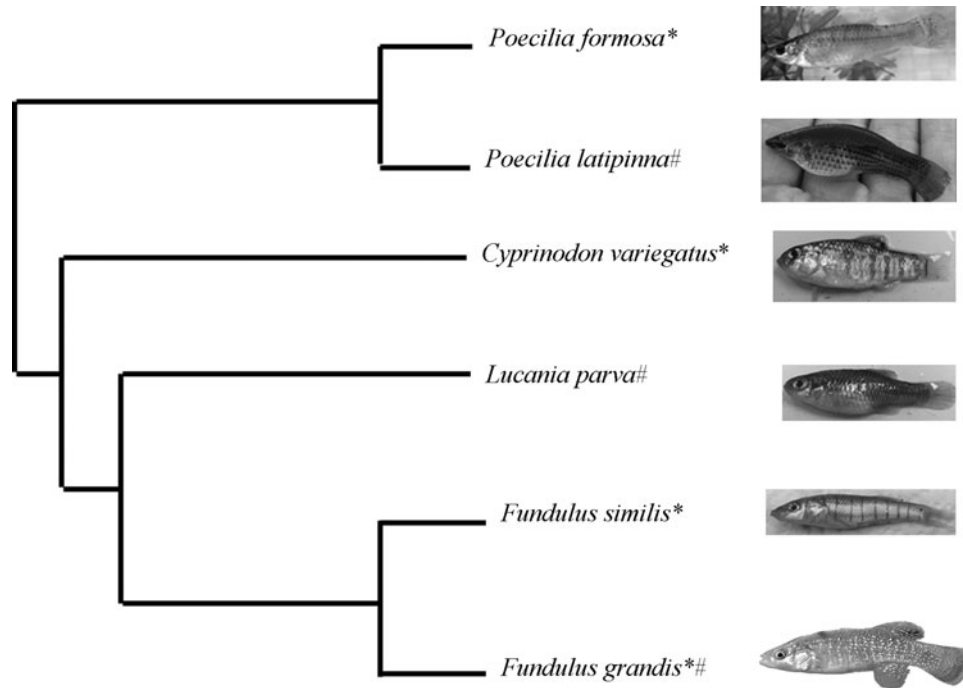 Poecilia formosa*
Poecilia latipinna#
Cyprinodon variegatus*
Lucania parva#
Fundulus similis*
Fundulus grandis*#